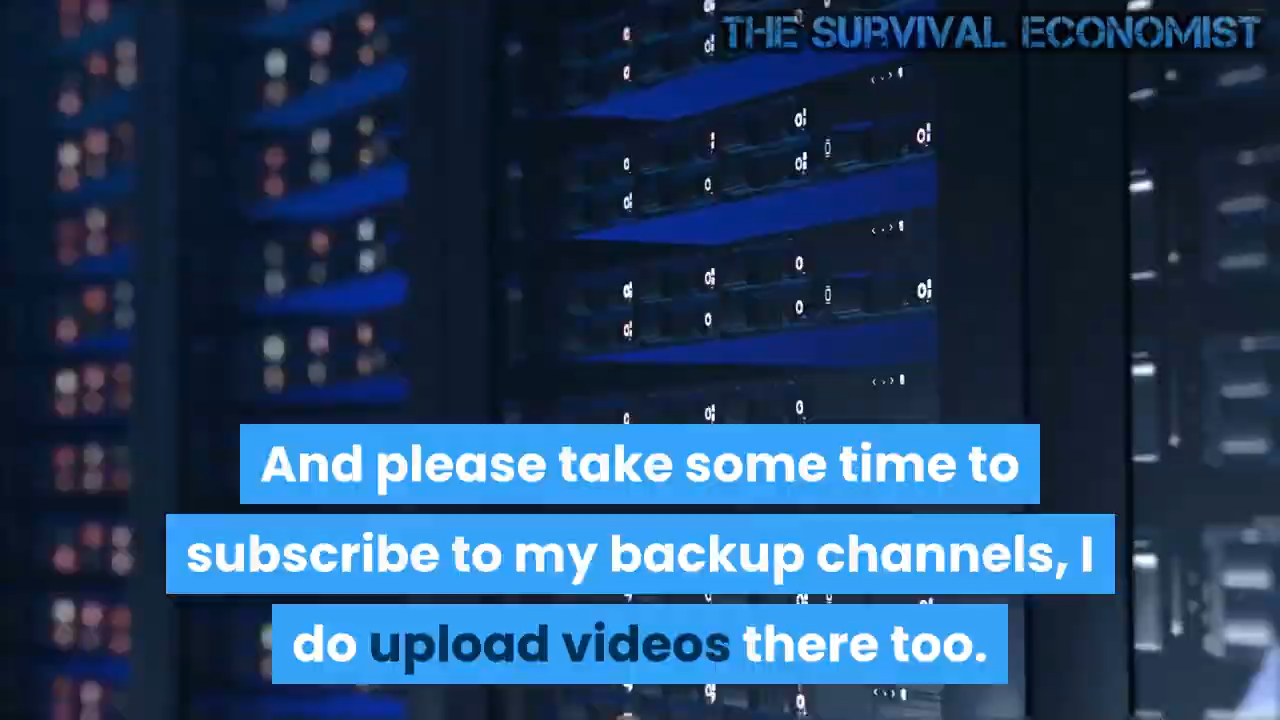 THE SURVIVAL ECONOMIST
And please take some time to
subscribe to my backup channels, I
do upload videos there too.